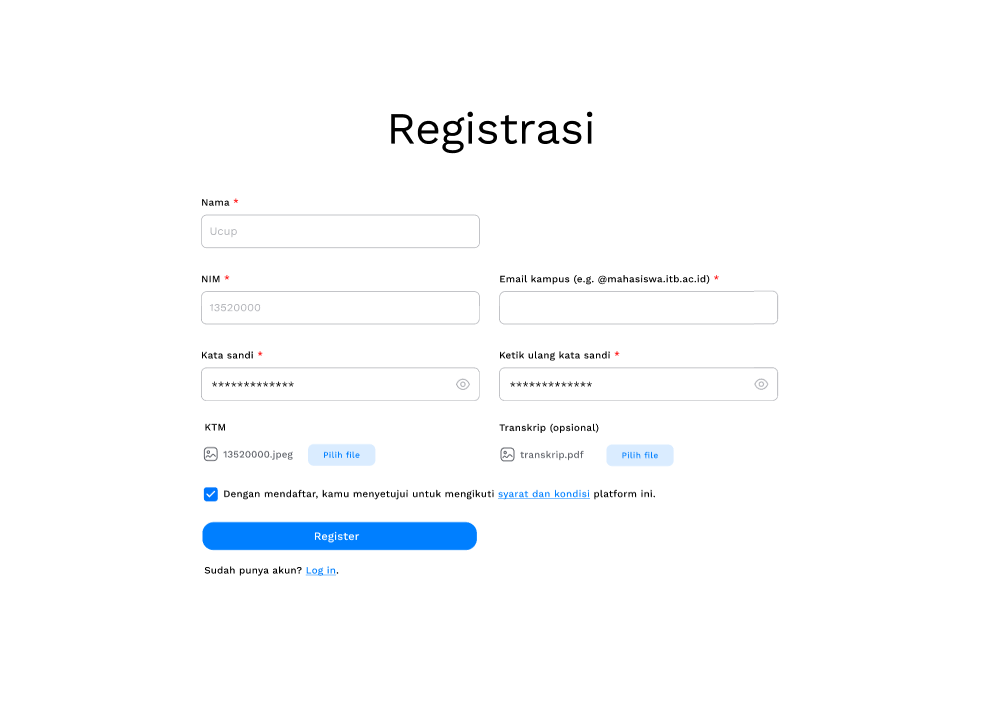 Registrasi
Nama *
Ucup
NIM *
Email kampus (e.g. @mahasiswa.itb.ac.id) *
13520000
Kata sandi *
Ketik ulang kata sandi *
*************
*************
KTM
Transkrip (opsional)
13520000.jpeg
Pilih file
transkrip.pdf
Pilih file
Dengan mendaftar, kamu menyetujui untuk mengikuti syarat dan kondisi platform ini.
Register
Sudah punya akun? Log in.